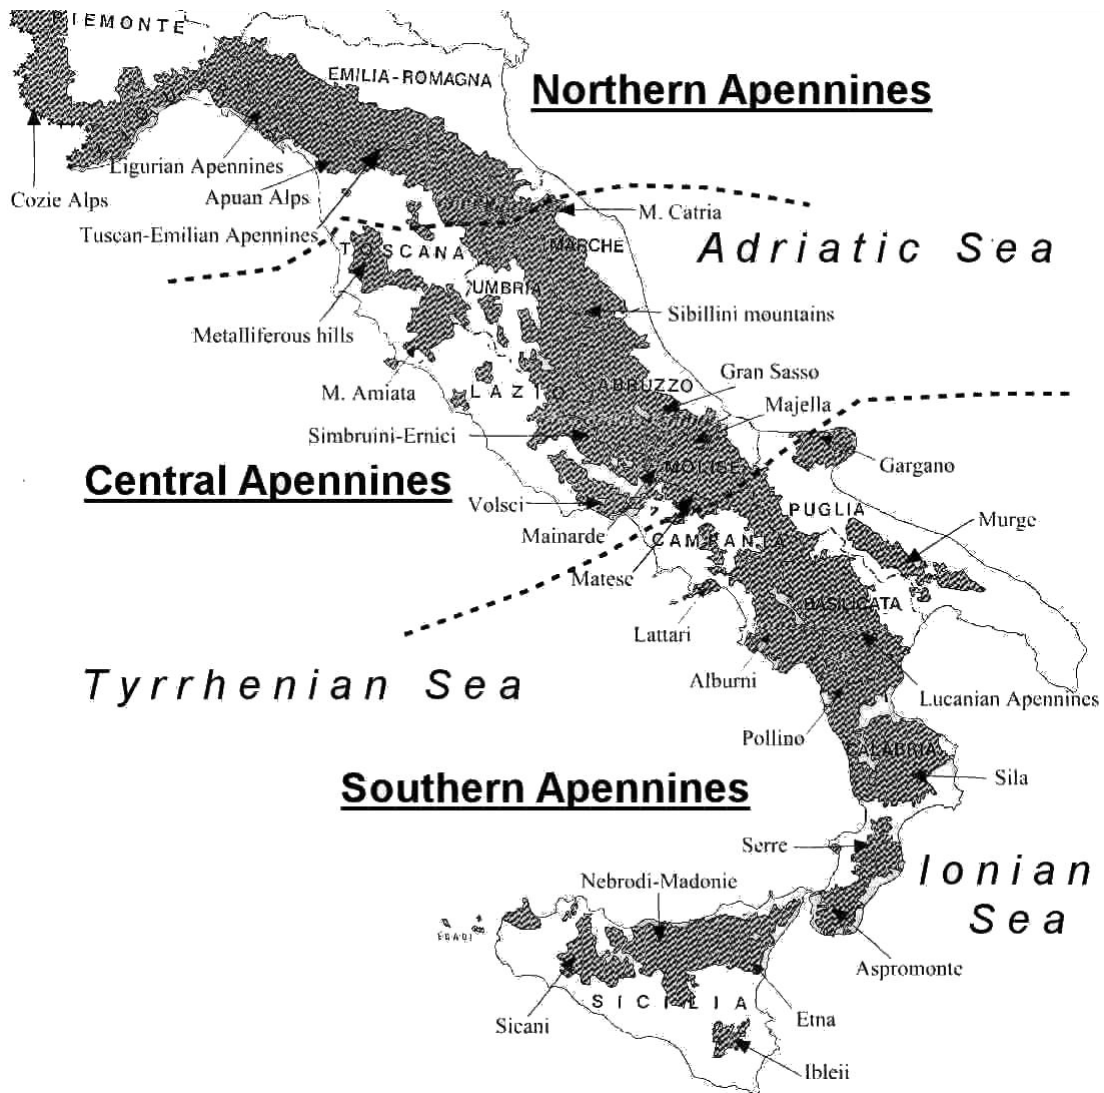 PIEMONTE
EMILIA-ROMAGNA
Northern Apennines
Ligurian Apennines
Cozie Alps
Apuan Alps
M. Catria
Tuscan-Emilian Apennines
TOSCANA
MARCHE
Adriatic Sea
UMBRIA
Sibillini mountains
Metalliferous hills
Gran Sasso
ABRUZZO
M. Amiata
LAZIO
Majella
Simbruini-Ernici
MOLISE
Gargano
Central Apennines
Volsci
PUGLIA
Murge
Mainarde
CAMPANIA
Matese
BASILICATA
Lattari
Tyrrhenian Sea
Alburni
Lucanian Apennines
Pollino
CALABRIA
Southern Apennines
Sila
Serre
Ionian
Sea
Nebrodi-Madonie
EGADI
Aspromonte
SICILIA
Sicani
Etna
Ibleii